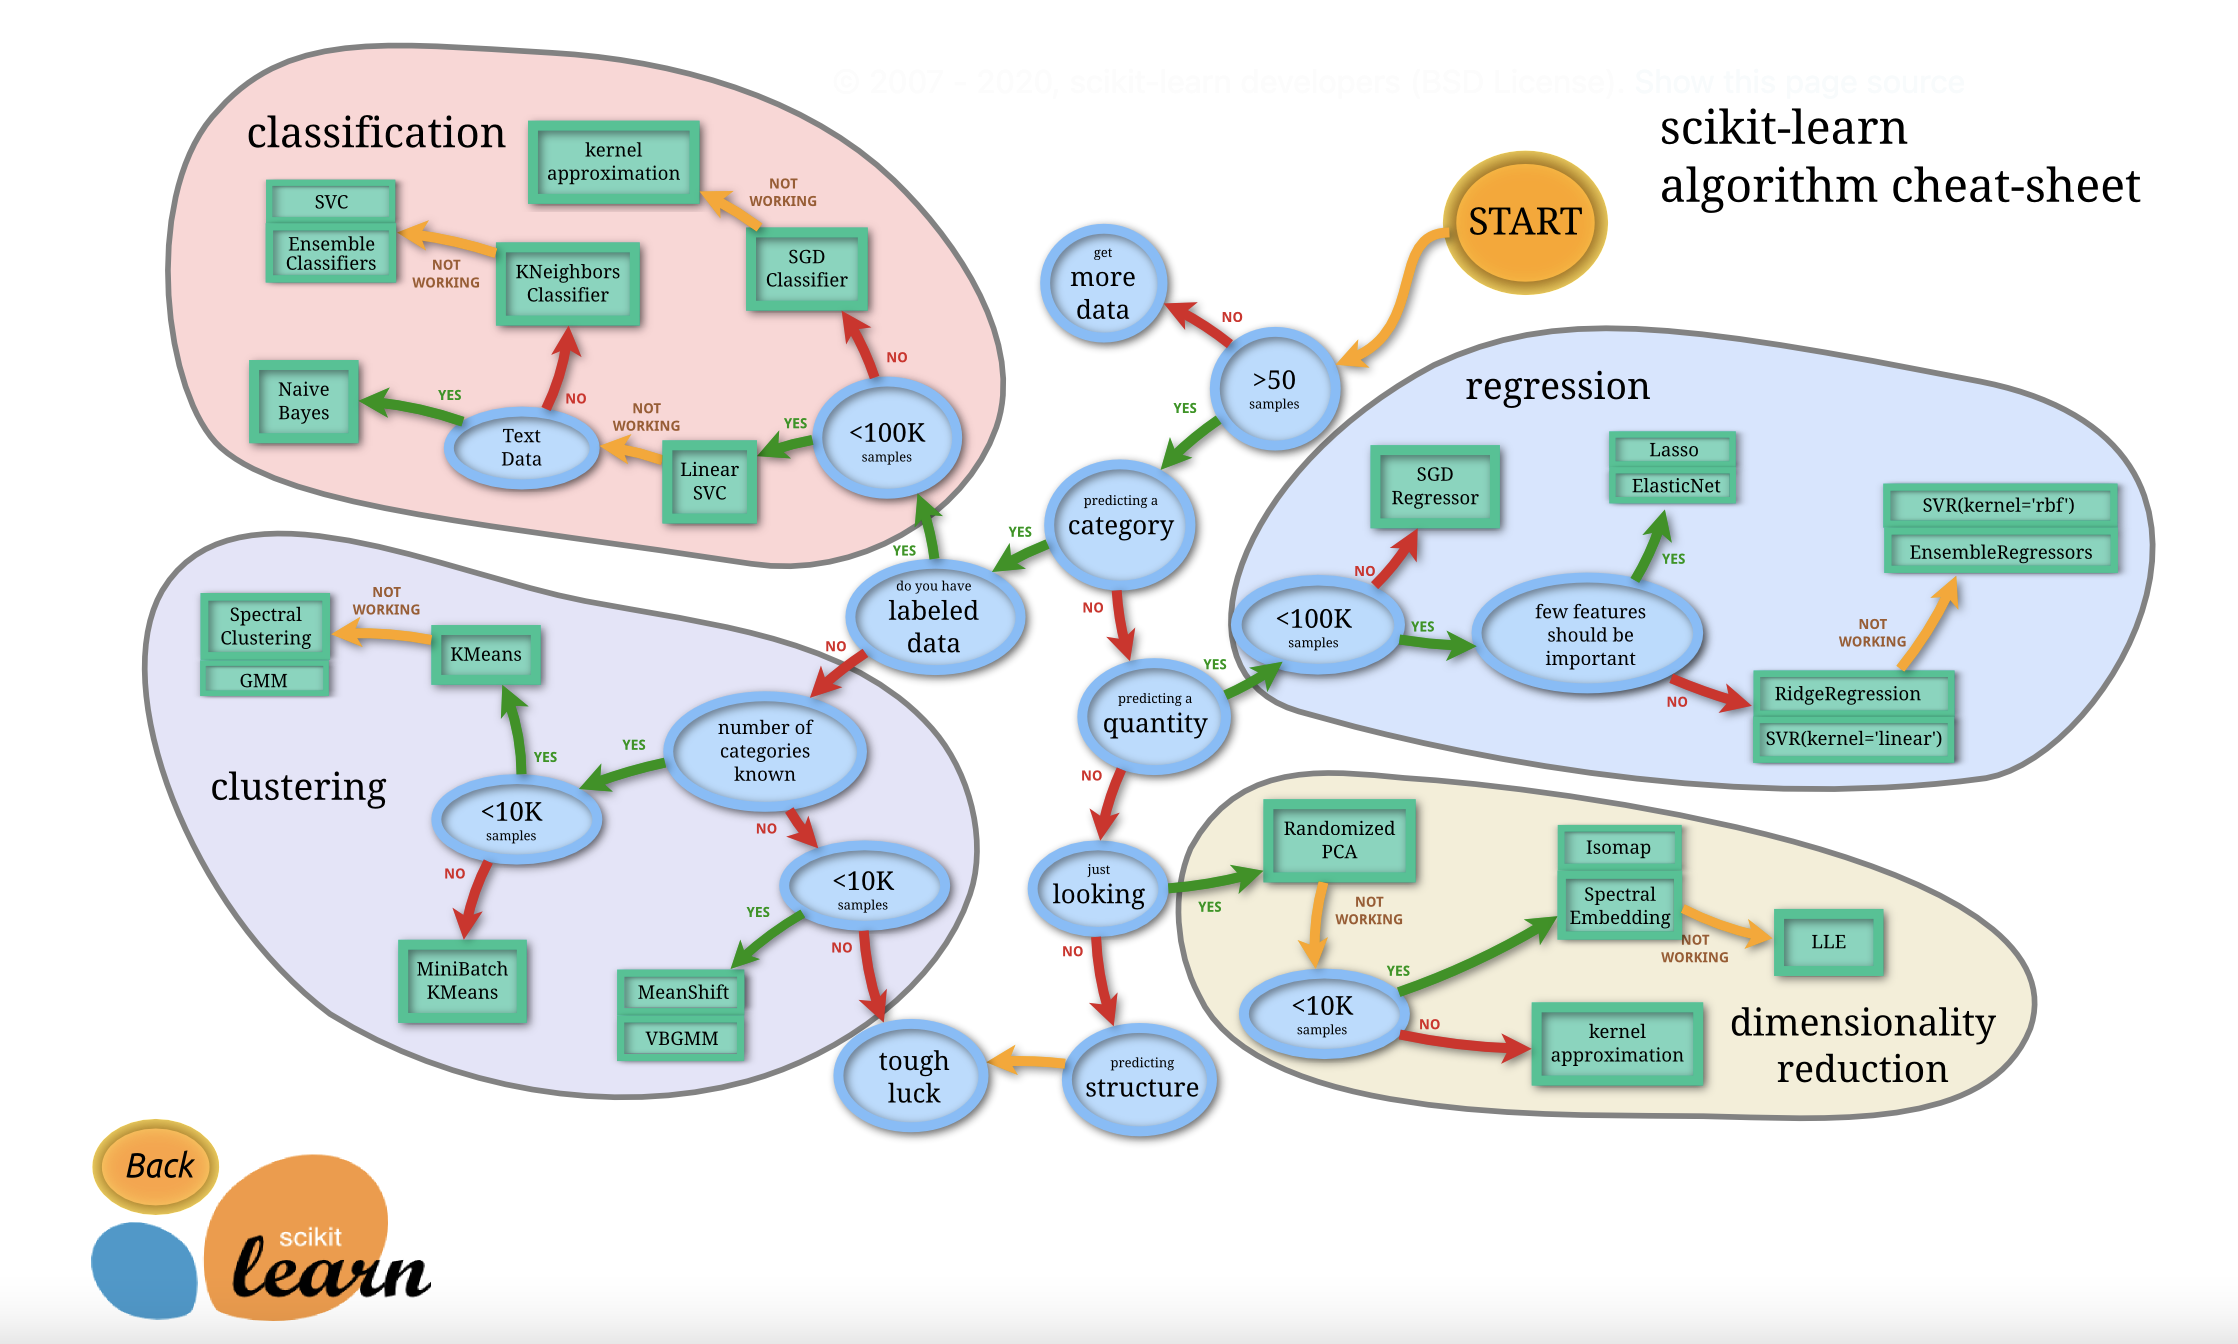 © 2007 - 2020, scikit-learn developers (BSD License). Show this page source
scikit-learn
algorithm cheat-sheet
START
get
more
data
NO
>50
samples
YES
predicting a
category
YES
NO
do you have
labeled
data
YES
NO
predicting a
quantity
YES
NO
just
looking
YES
NO
predicting
structure
tough
luck
classification
kernel
approximation
NOT
WORKING
SVC
Ensemble
Classifiers
NOT
WORKING
KNeighbors
Classifier
SGD
Classifier
NO
Naive
Bayes
YES
NO
Text
Data
NOT
WORKING
Linear
SVC
YES
<100K
samples
regression
SGD
Regressor
NO
Lasso
ElasticNet
YES
SVR(kernel='rbf')
EnsembleRegressors
<100K
samples
YES
few features
should be
important
NOT
WORKING
NO
RidgeRegression
SVR(kernel='linear')
clustering
Spectral
Clustering
GMM
NOT
WORKING
KMeans
YES
YES
number of
categories
known
<10K
samples
NO
NO
<10K
samples
YES
NO
MiniBatch
KMeans
MeanShift
VBGMM
Randomized
PCA
NOT
WORKING
Isomap
Spectral
Embedding
NOT
WORKING
LLE
YES
<10K
samples
NO
kernel
approximation
dimensionality
reduction
Back
scikit
learn